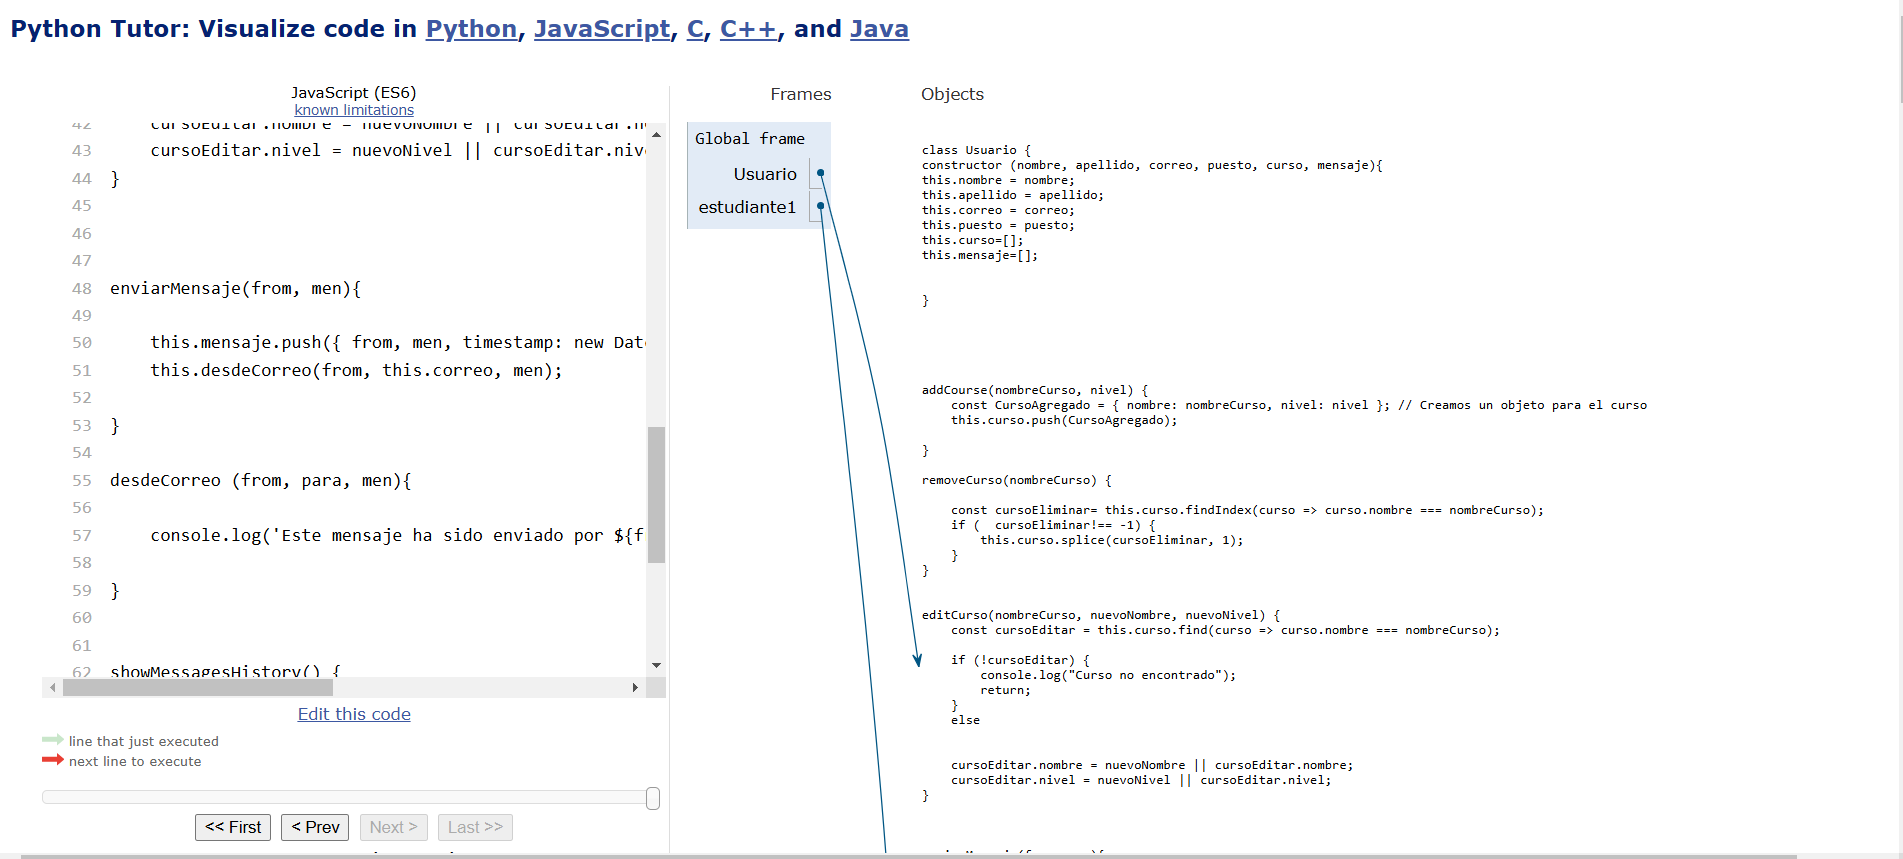 Python Tutor: Visualize code in Python, JavaScript, C, C++, and Java
JavaScript (ES6)
known limitations
42 cursoEditar.nombre = nuevoNombre || cursoEditar.n
43 cursoEditar.nivel = nuevoNivel || cursoEditar.niv
44 }
45
46
47
48 enviarMensaje(from, men){
49
50 this.mensaje.push({ from, men, timestamp: new Dat
51 this.desdeCorreo(from, this.correo, men);
52
53 }
54
55 desdeCorreo (from, para, men){
56
57 console.log('Este mensaje ha sido enviado por ${f
58
59 }
60
61
62 showMessagesHistory() {
Edit this code
line that just executed
next line to execute
<< First
< Prev
Next >
Last >>
Frames
Objects
Global frame
Usuario
estudiante1
class Usuario {
constructor (nombre, apellido, correo, puesto, curso, mensaje){
this.nombre = nombre;
this.apellido = apellido;
this.correo = correo;
this.puesto = puesto;
this.curso=[];
this.mensaje=[];
}
addCourse(nombreCurso, nivel) {
const CursoAgregado = { nombre: nombreCurso, nivel: nivel }; // Creamos un objeto para el curso
this.curso.push(CursoAgregado);
}
removeCurso(nombreCurso) {
const cursoEliminar= this.curso.findIndex(curso => curso.nombre === nombreCurso);
if (  cursoEliminar!== -1) {
this.curso.splice(cursoEliminar, 1);
}
}
editCurso(nombreCurso, nuevoNombre, nuevoNivel) {
const cursoEditar = this.curso.find(curso => curso.nombre === nombreCurso);
if (!cursoEditar) {
console.log("Curso no encontrado");
return;
}
else
cursoEditar.nombre = nuevoNombre || cursoEditar.nombre;
cursoEditar.nivel = nuevoNivel || cursoEditar.nivel;
}